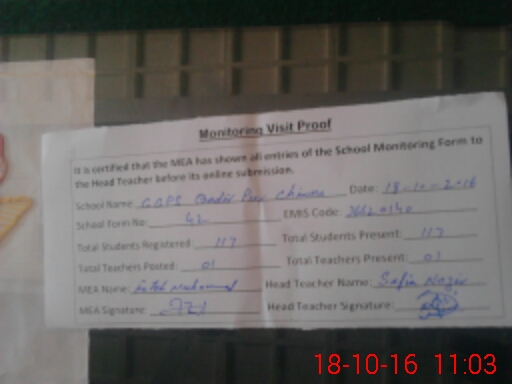 Monitoring Visit Proof
It is certified that the MEA has shown all entries of the School Monitoring Form to
the Head Teacher before its online submission.
School Name: GGPS Date: 18-10-2016
School Form No: 42 EMIS Code:
Total Students Registered: 117 Total Students Present: 117
Total Teachers Posted: 01 Total Teachers Present: 01
MEA Name: Head Teacher Name: Safia Nazir
MEA Signature: Head Teacher Signature:
18-10-16 11:03